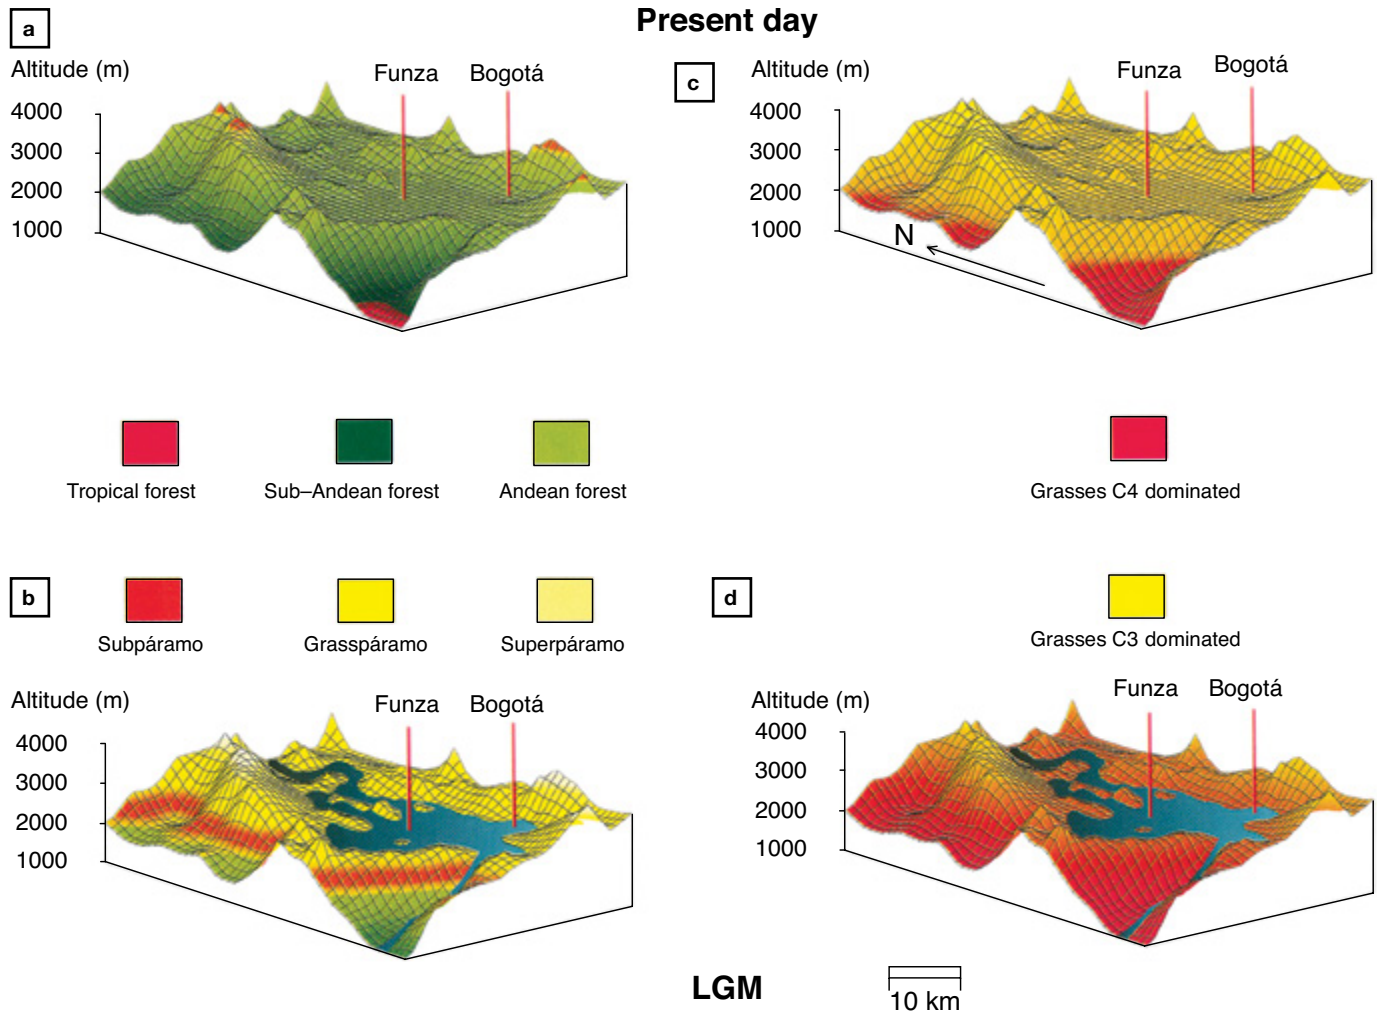 Present day
a
Altitude (m)
Funza
Bogotá
4000
3000
2000
1000
c
Altitude (m)
Funza
Bogotá
4000
3000
2000
1000
N
Tropical forest
Sub–Andean forest
Andean forest
Grasses C4 dominated
b
Subpáramo
Grasspáramo
Superpáramo
d
Grasses C3 dominated
Altitude (m)
Funza
Bogotá
4000
3000
2000
1000
Altitude (m)
Funza
Bogotá
4000
3000
2000
1000
LGM
10 km